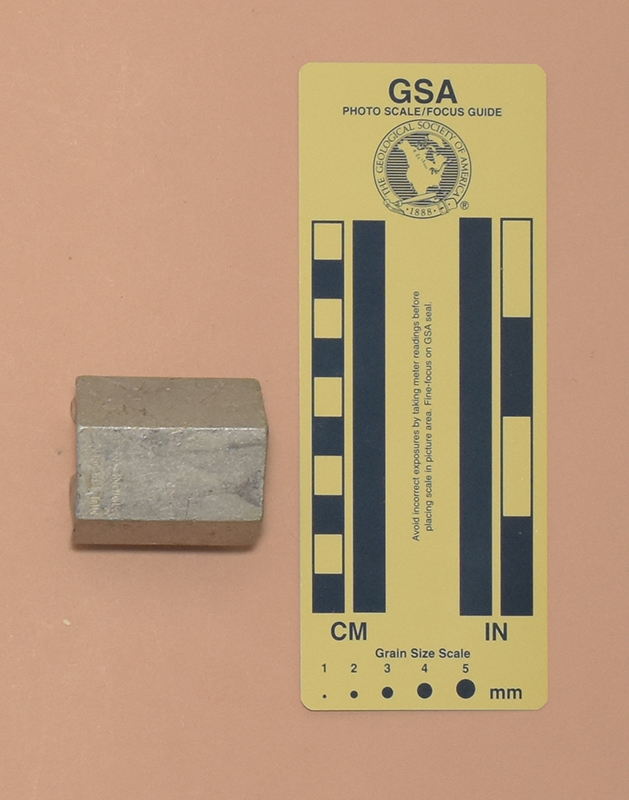 GSA
PHOTO SCALE/FOCUS GUIDE
THE GEOLOGICAL SOCIETY OF AMERICA
·1888·
®
Avoid incorrect exposures by taking meter readings before
placing scale in picture area. Fine-focus on GSA seal.
CM
IN
Grain Size Scale
1 2 3 4 5
mm